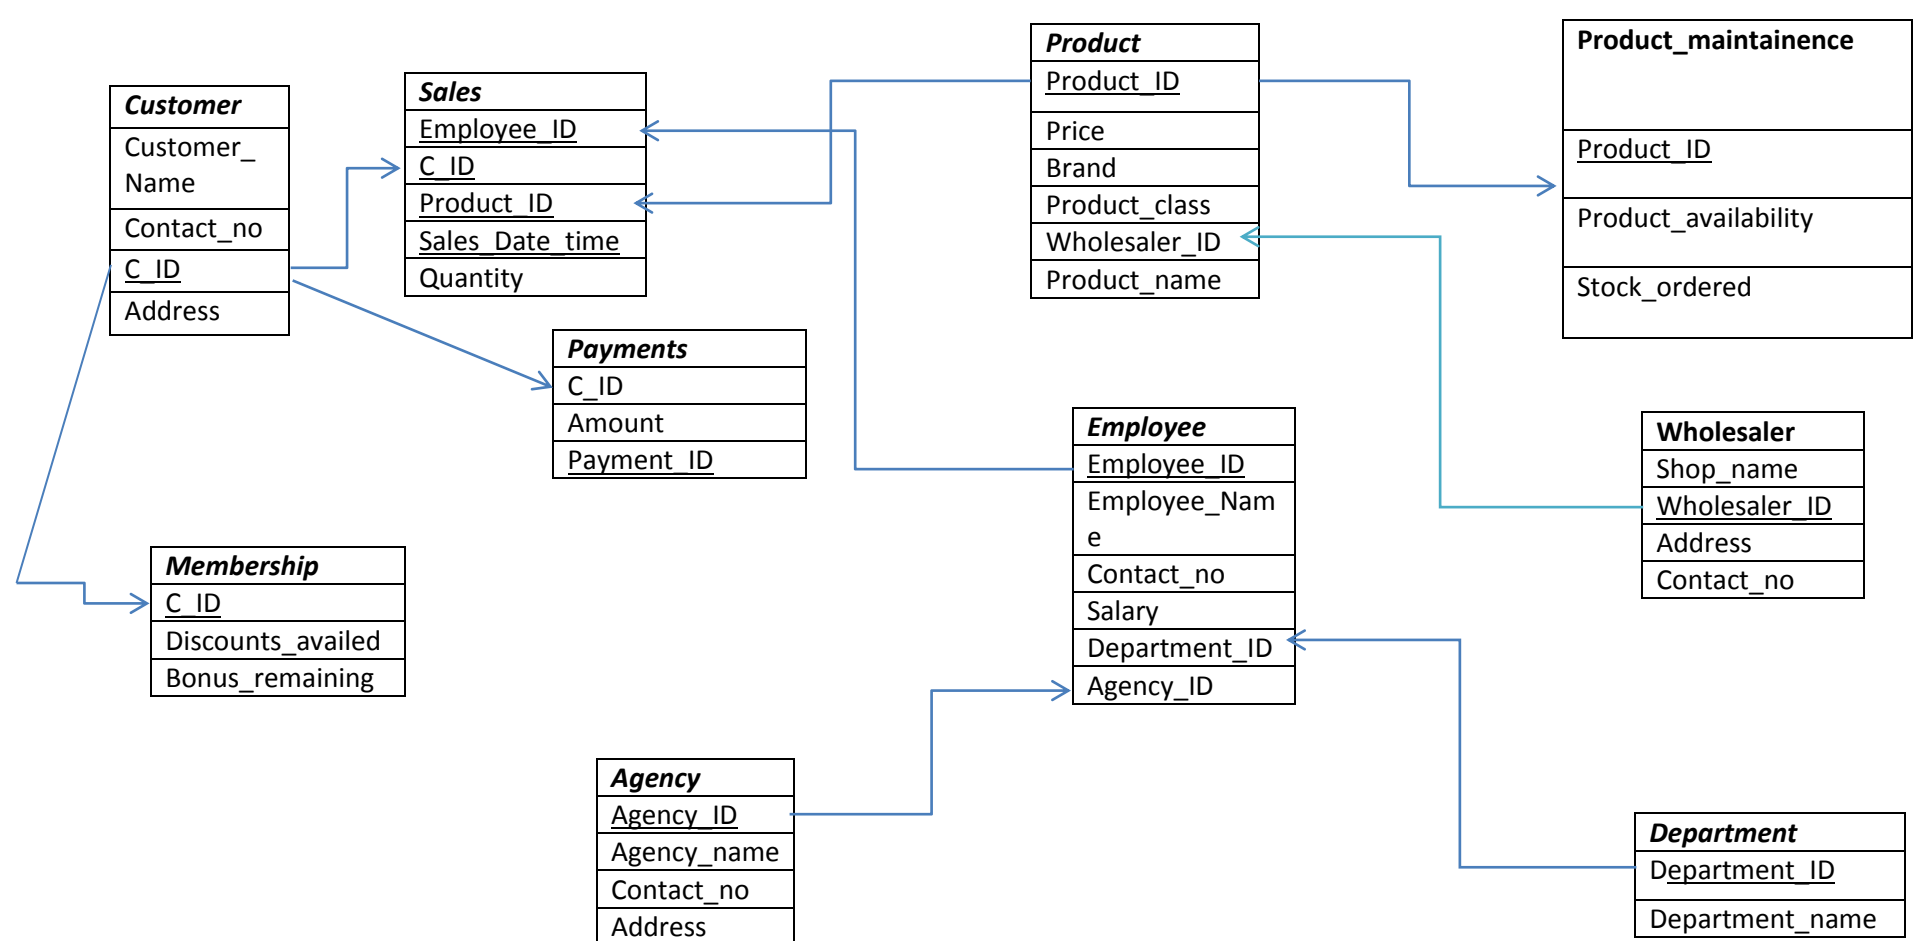 Customer
Customer_
Name
Contact_no
C_ID
Address
Sales
Employee_ID
C_ID
Product_ID
Sales_Date_time
Quantity
Product
Product_ID
Price
Brand
Product_class
Wholesaler_ID
Product_name
Product_maintainence
Product_ID
Product_availability
Stock_ordered
Payments
C_ID
Amount
Payment_ID
Employee
Employee_ID
Employee_Nam
e
Contact_no
Salary
Department_ID
Agency_ID
Wholesaler
Shop_name
Wholesaler_ID
Address
Contact_no
Membership
C_ID
Discounts_availed
Bonus_remaining
Agency
Agency_ID
Agency_name
Contact_no
Address
Department
Department_ID
Department_name